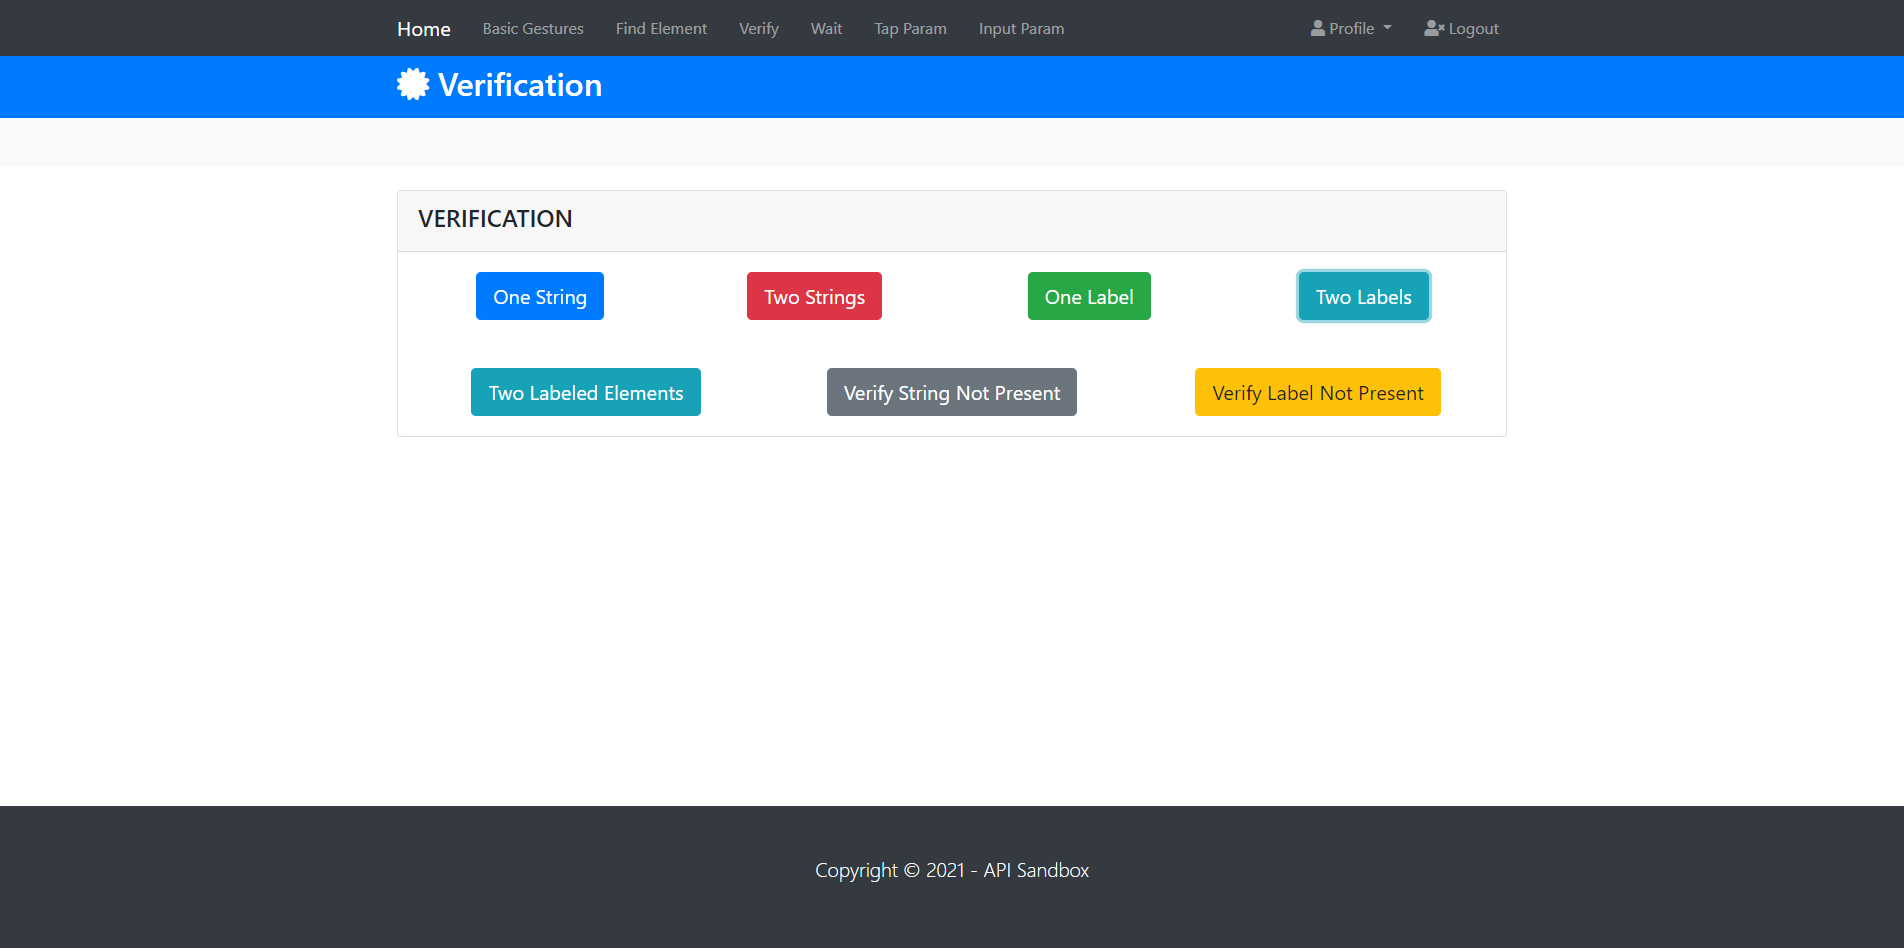 Home Basic Gestures Find Element Verify Wait Tap Param Input Param Profile Logout
Verification
VERIFICATION
One String Two Strings One Label Two Labels
Two Labeled Elements Verify String Not Present Verify Label Not Present
Copyright © 2021 - API Sandbox